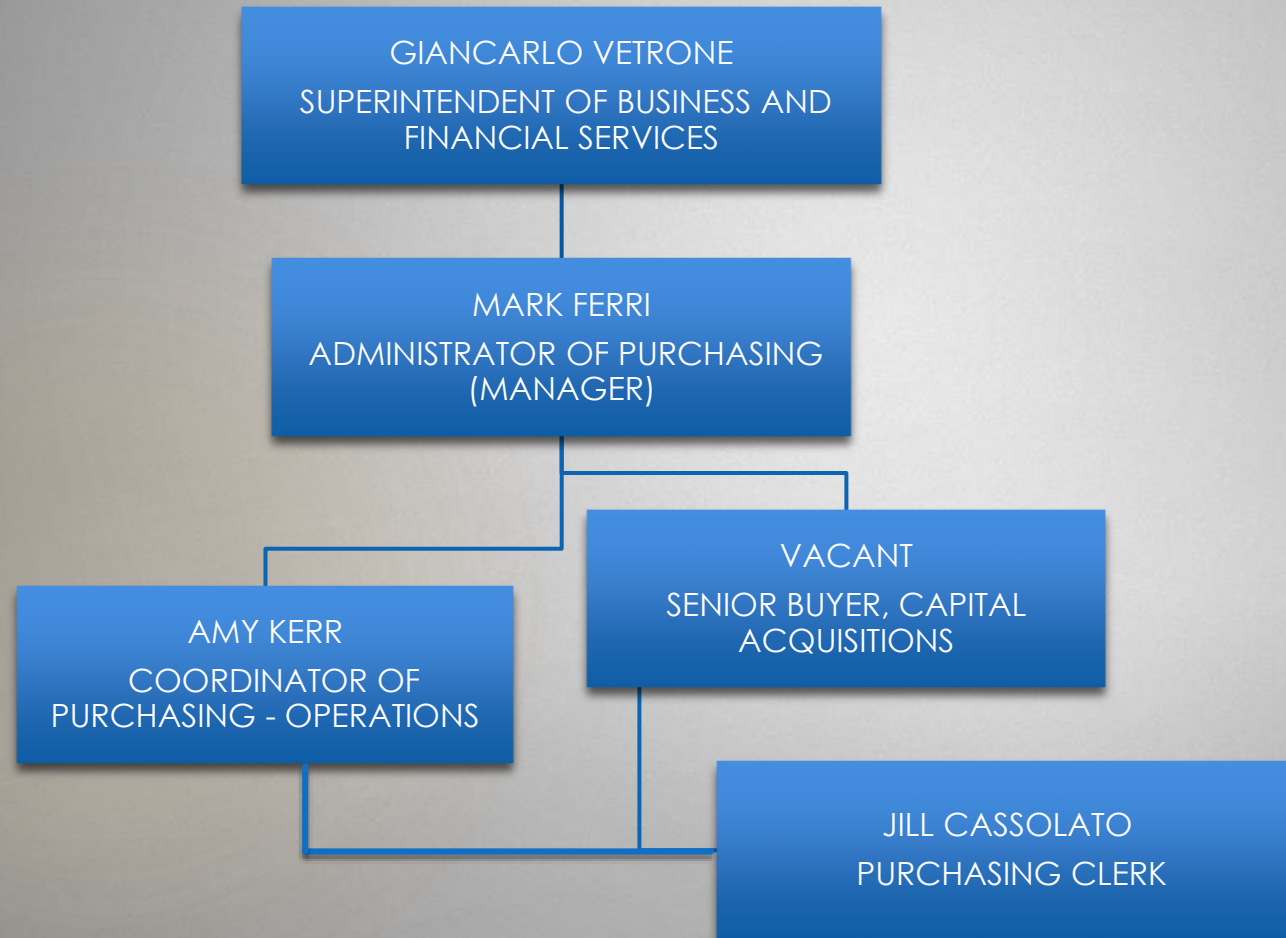 GIANCARLO VETRONE
SUPERINTENDENT OF BUSINESS AND
FINANCIAL SERVICES
MARK FERRI
ADMINISTRATOR OF PURCHASING
(MANAGER)
VACANT
SENIOR BUYER, CAPITAL
ACQUISITIONS
AMY KERR
COORDINATOR OF
PURCHASING - OPERATIONS
JILL CASSOLATO
PURCHASING CLERK